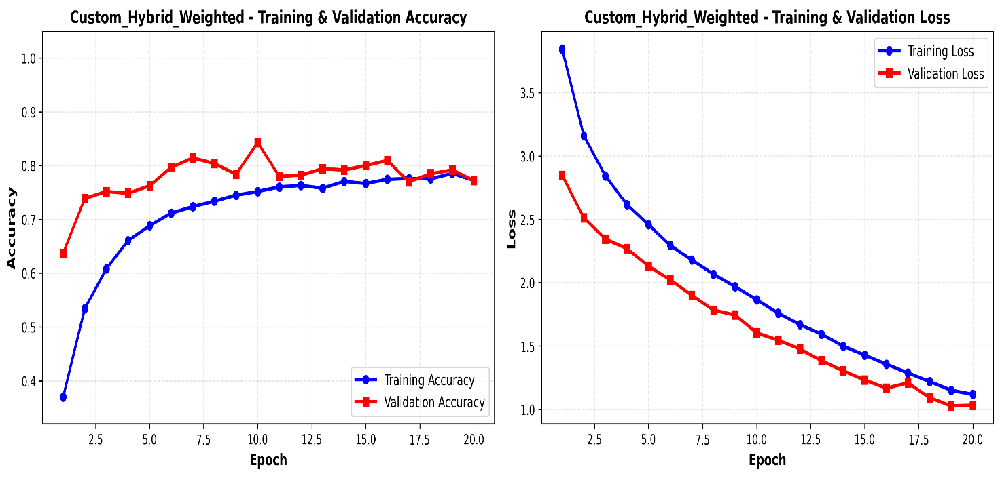 Custom_Hybrid_Weighted - Training & Validation Accuracy
Accuracy
1.0
0.9
0.8
0.7
0.6
0.5
0.4
Training Accuracy
Validation Accuracy
2.5 5.0 7.5 10.0 12.5 15.0 17.5 20.0
Epoch
Custom_Hybrid_Weighted - Training & Validation Loss
Training Loss
Validation Loss
Loss
3.5
3.0
2.5
2.0
1.5
1.0
2.5 5.0 7.5 10.0 12.5 15.0 17.5 20.0
Epoch